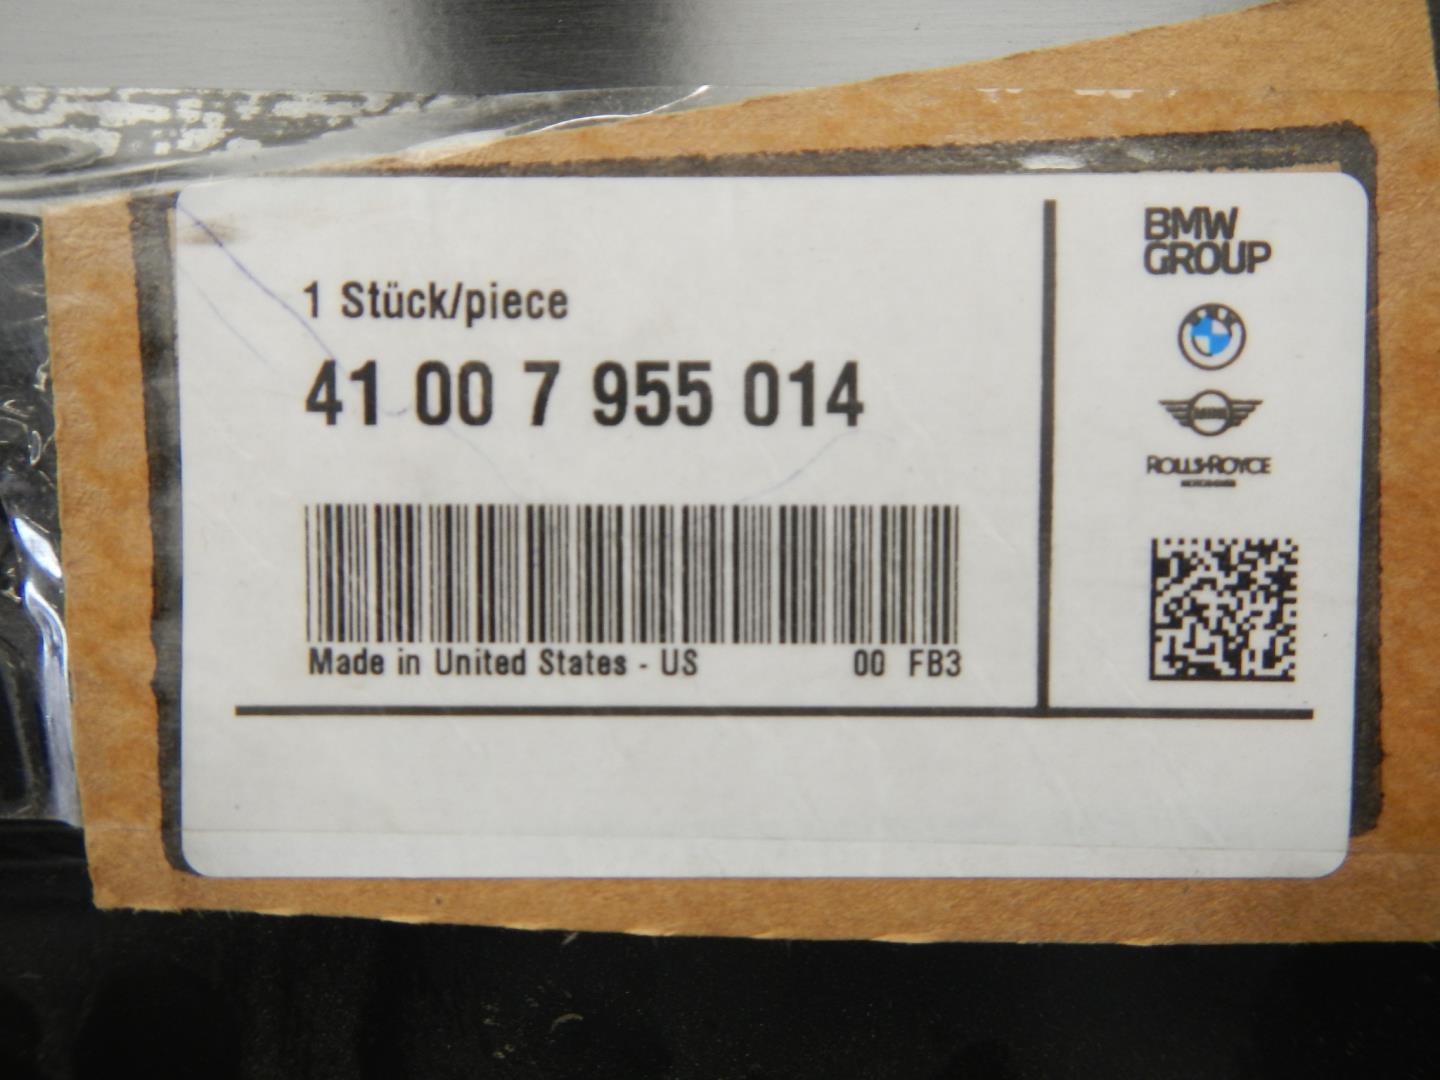 1 Stück/piece
41 00 7 955 014
Made in United States - US
00 FB3
BMW
GROUP
MINI
ROLLS-ROYCE